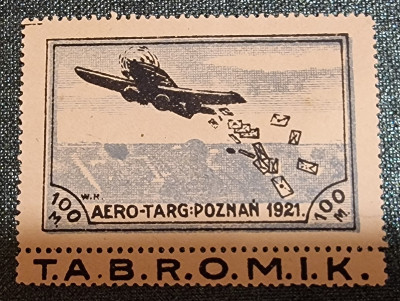 W.H
100 M. AERO-TARG:POZNAŃ 1921. 100 M.
T.A.B.R.O.M.I.K.